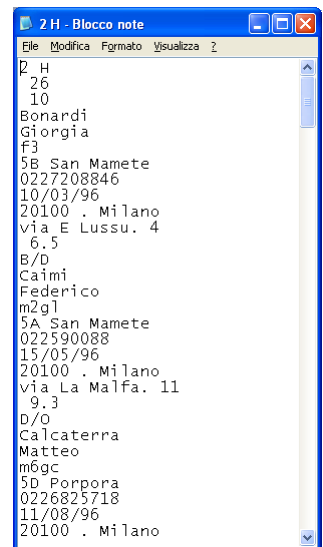 2 H - Blocco note
File Modifica Formato Visualizza ?
2 H
26
10
Bonardi
Giorgia
f3
5B San Mamete
0227208846
10/03/96
20100 . Milano
via E Lussu. 4
6.5
B/D
Caimi
Federico
m2gl
5A San Mamete
022590088
15/05/96
20100 . Milano
via La Malfa. 11
9.3
D/O
Calcaterra
Matteo
m6gc
5D Porpora
0226825718
11/08/96
20100 . Milano